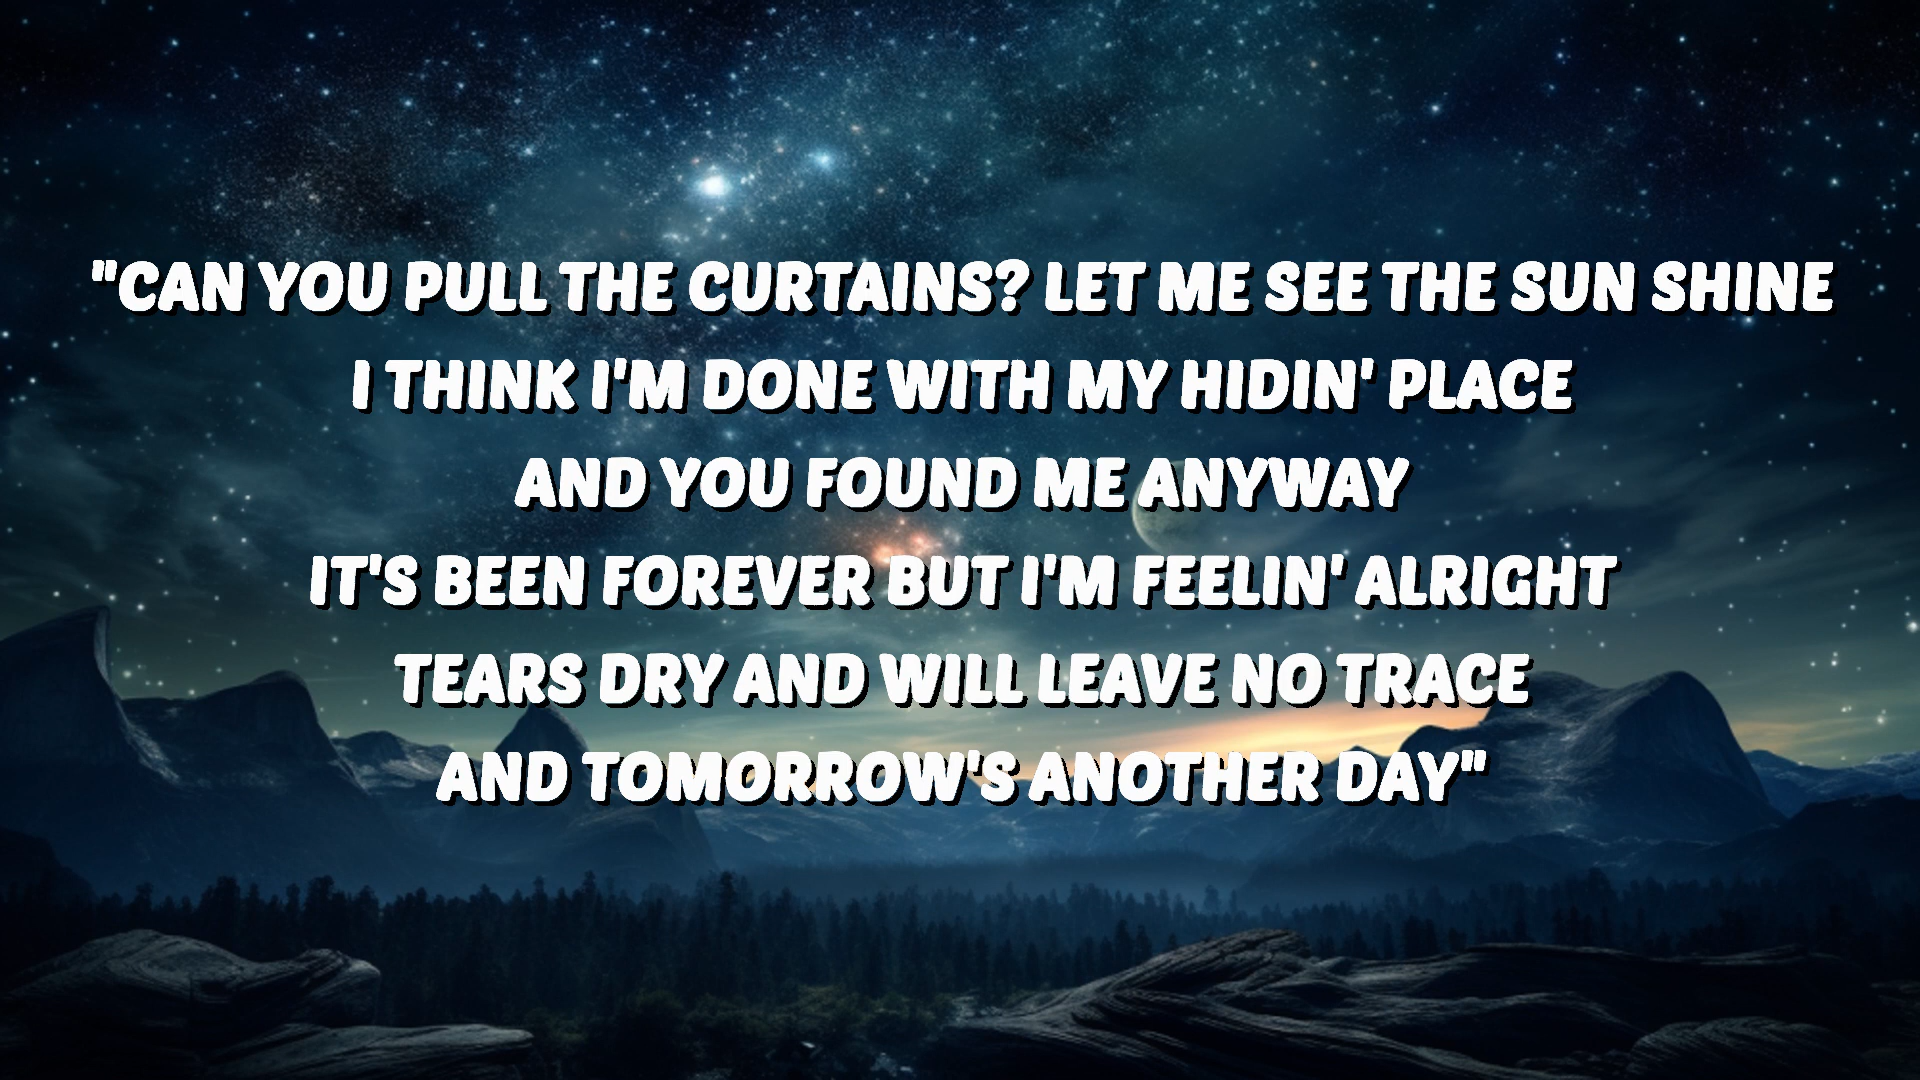 "CAN YOU PULL THE CURTAINS? LET ME SEE THE SUN SHINE
I THINK I'M DONE WITH MY HIDIN' PLACE
AND YOU FOUND ME ANYWAY
IT'S BEEN FOREVER BUT I'M FEELIN' ALRIGHT
TEARS DRY AND WILL LEAVE NO TRACE
AND TOMORROW'S ANOTHER DAY"